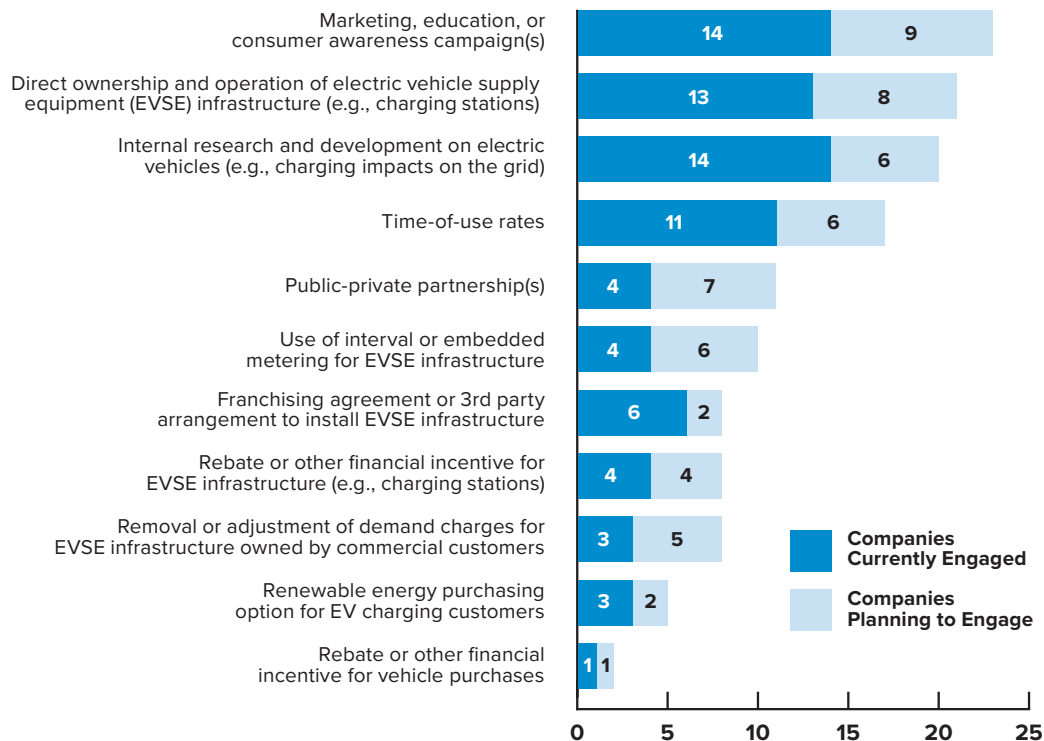 Marketing, education, or
consumer awareness campaign(s)
14 9
Direct ownership and operation of electric vehicle supply
equipment (EVSE) infrastructure (e.g., charging stations)
13 8
Internal research and development on electric
vehicles (e.g., charging impacts on the grid)
14 6
Time-of-use rates
11 6
Public-private partnership(s)
4 7
Use of interval or embedded
metering for EVSE infrastructure
4 6
Franchising agreement or 3rd party
arrangement to install EVSE infrastructure
6 2
Rebate or other financial incentive for
EVSE infrastructure (e.g., charging stations)
4 4
Removal or adjustment of demand charges for
EVSE infrastructure owned by commercial customers
3 5
Renewable energy purchasing
option for EV charging customers
3 2
Rebate or other financial
incentive for vehicle purchases
1 1
Companies
Currently Engaged
Companies
Planning to Engage
0 5 10 15 20 25